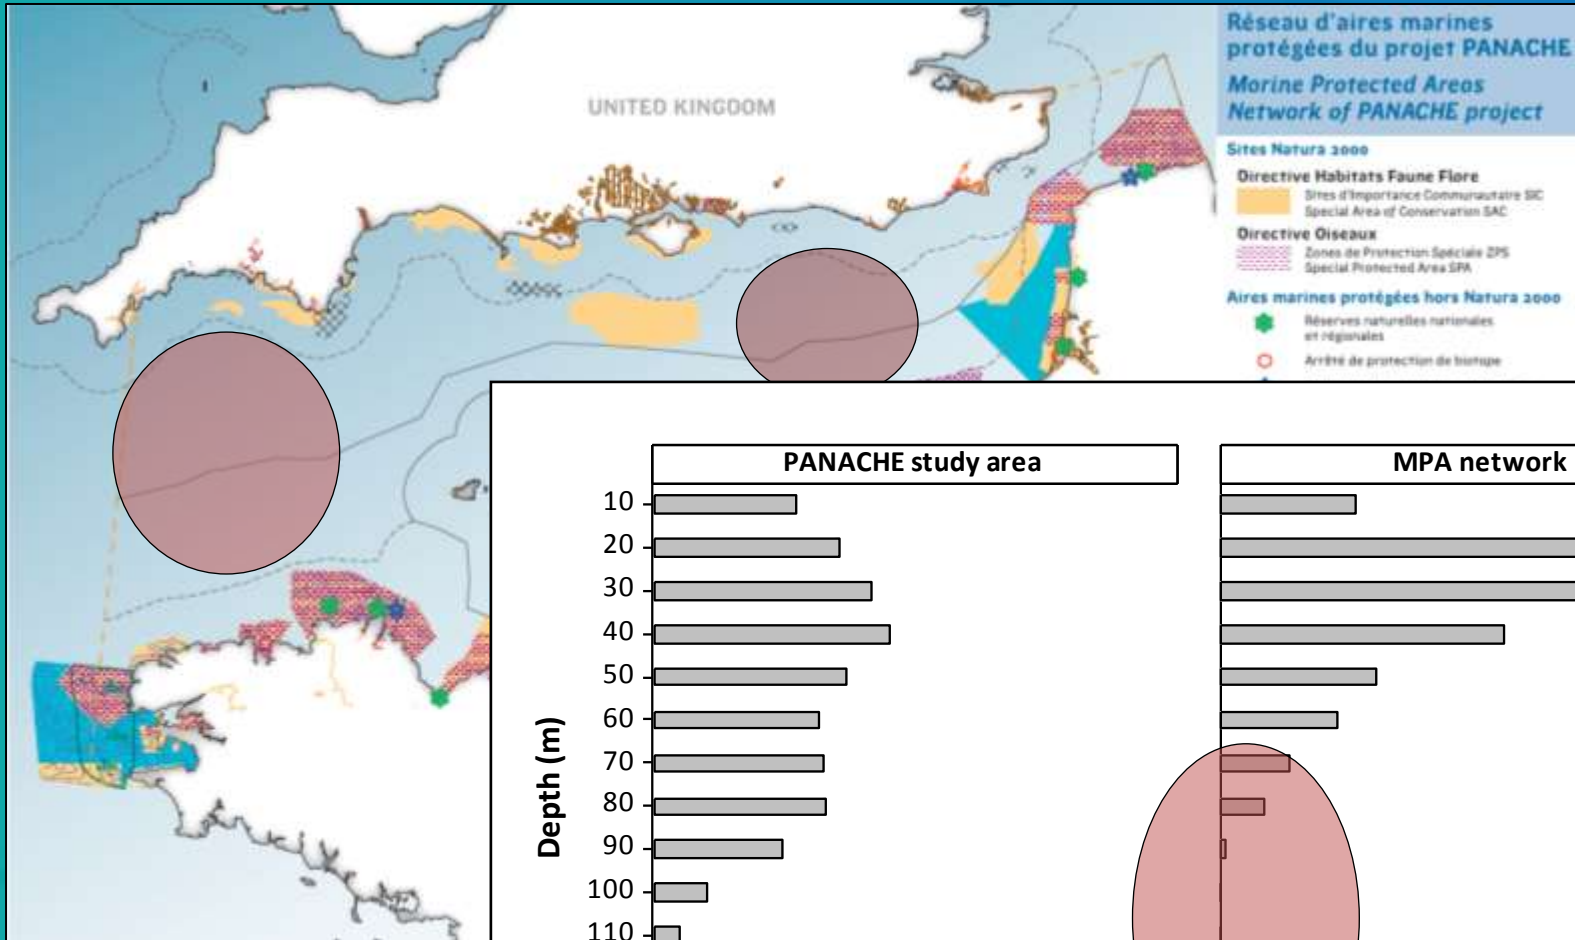 Réseau d'aires marines
protégées du projet PANACHE
Marine Protected Areas
Network of PANACHE project
UNITED KINGDOM
Sites Natura 2000
Directive Habitats Faune Flore
Sites d'Importance Communautaire SIC
Special Area of Conservation SAC
Directive Oiseaux
Zones de Protection Spéciale ZPS
Special Protected Area SPA
Aires marines protégées hors Natura 2000
Réserves naturelles nationales
et régionales
Arrêté de protection de biotope
PANACHE study area
MPA network
Depth (m)
10
20
30
40
50
60
70
80
90
100
110